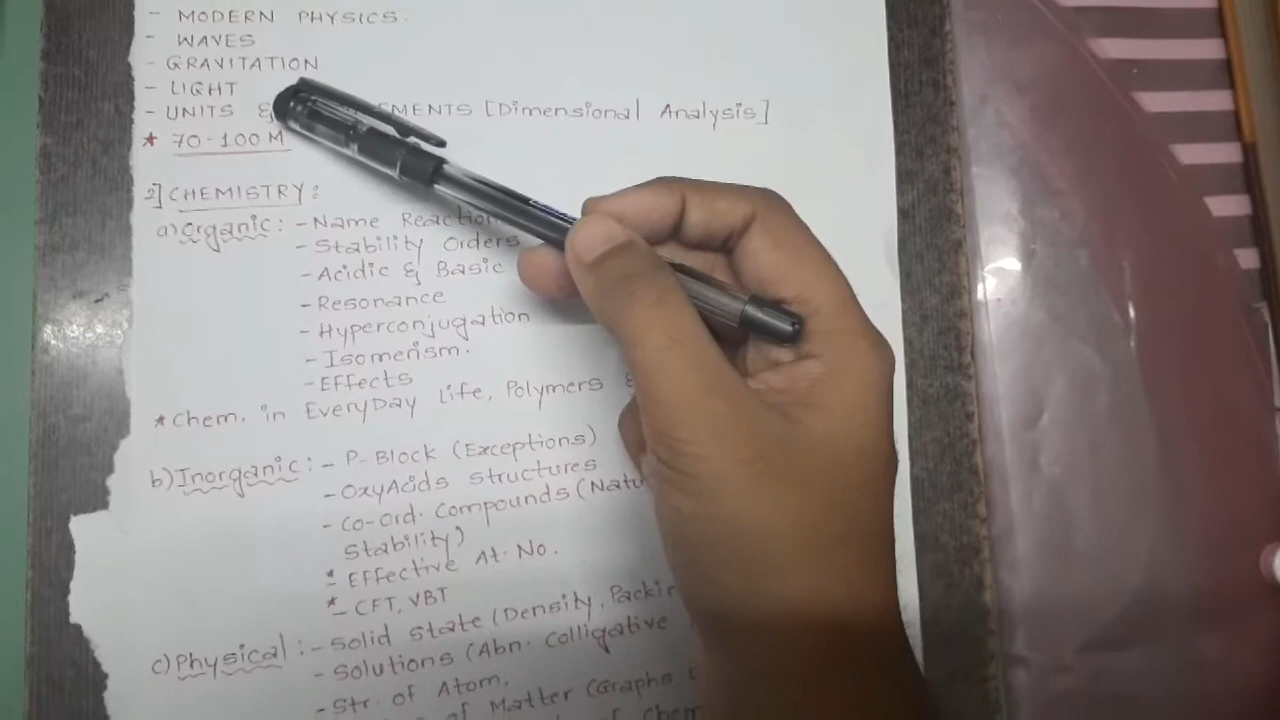 - MODERN PHYSICS.
- WAVES
- GRAVITATION
- LIGHT
- UNITS & [Dimensional Analysis]
* 70-100 M
2] CHEMISTRY:
a) Organic: - Name
- Stability Orders
- Acidic & Basic
- Resonance
- Hyperconjugation
- Isomerism.
- Effects
* Chem. in EveryDay Life, Polymers &
b) Inorganic: - P-Block (Exceptions)
- OxyAcids structures
- Co-Ord. Compounds (
Stability)
* - Effective At. No.
* - CFT, VBT
c) Physical: - Solid State (Density,
- Solutions (Abn. Colligative
- Str. of Atom.
of Matter (Graphs,
of